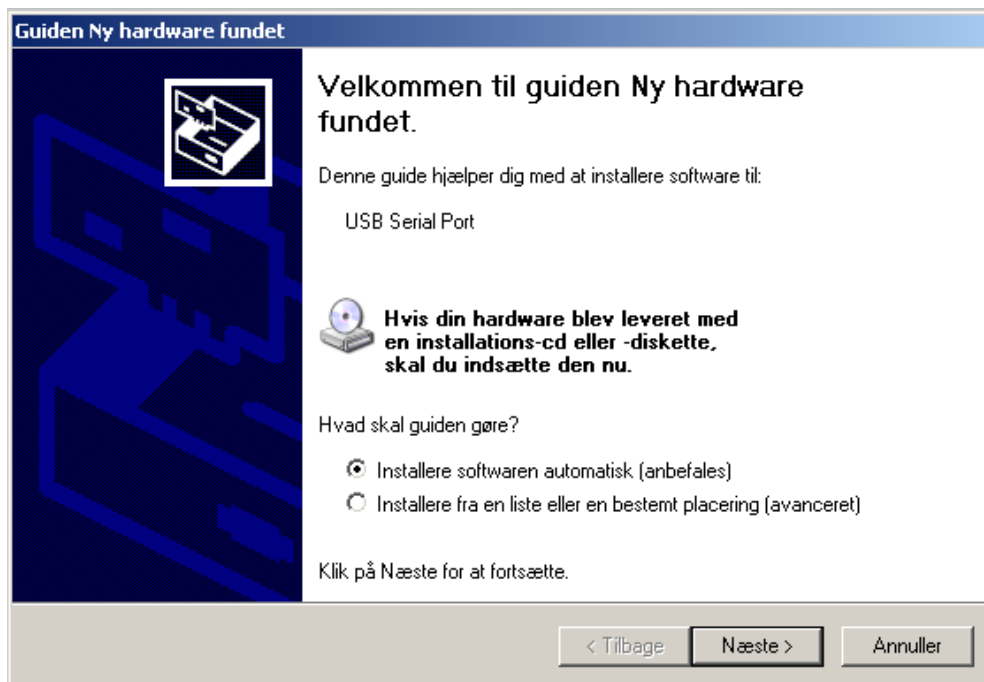 Guiden Ny hardware fundet
Velkommen til guiden Ny hardware
fundet.
Denne guide hjælper dig med at installere software til:
USB Serial Port
Hvis din hardware blev leveret med
en installations-cd eller -diskette,
skal du indsætte den nu.
Hvad skal guiden gøre?
Installere softwaren automatisk (anbefales)
Installere fra en liste eller en bestemt placering (avanceret)
Klik på Næste for at fortsætte.
< Tilbage
Næste >
Annuller